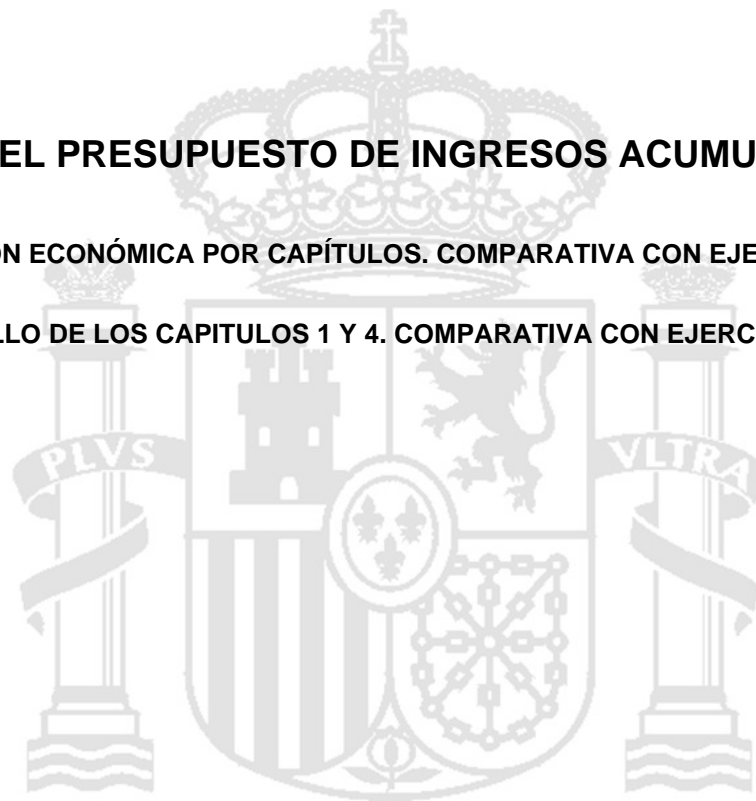 EL PRESUPUESTO DE INGRESOS ACUMU
ÓN ECONÓMICA POR CAPÍTULOS. COMPARATIVA CON EJE
LLO DE LOS CAPITULOS 1 Y 4. COMPARATIVA CON EJERC
PLVS
VLTRA